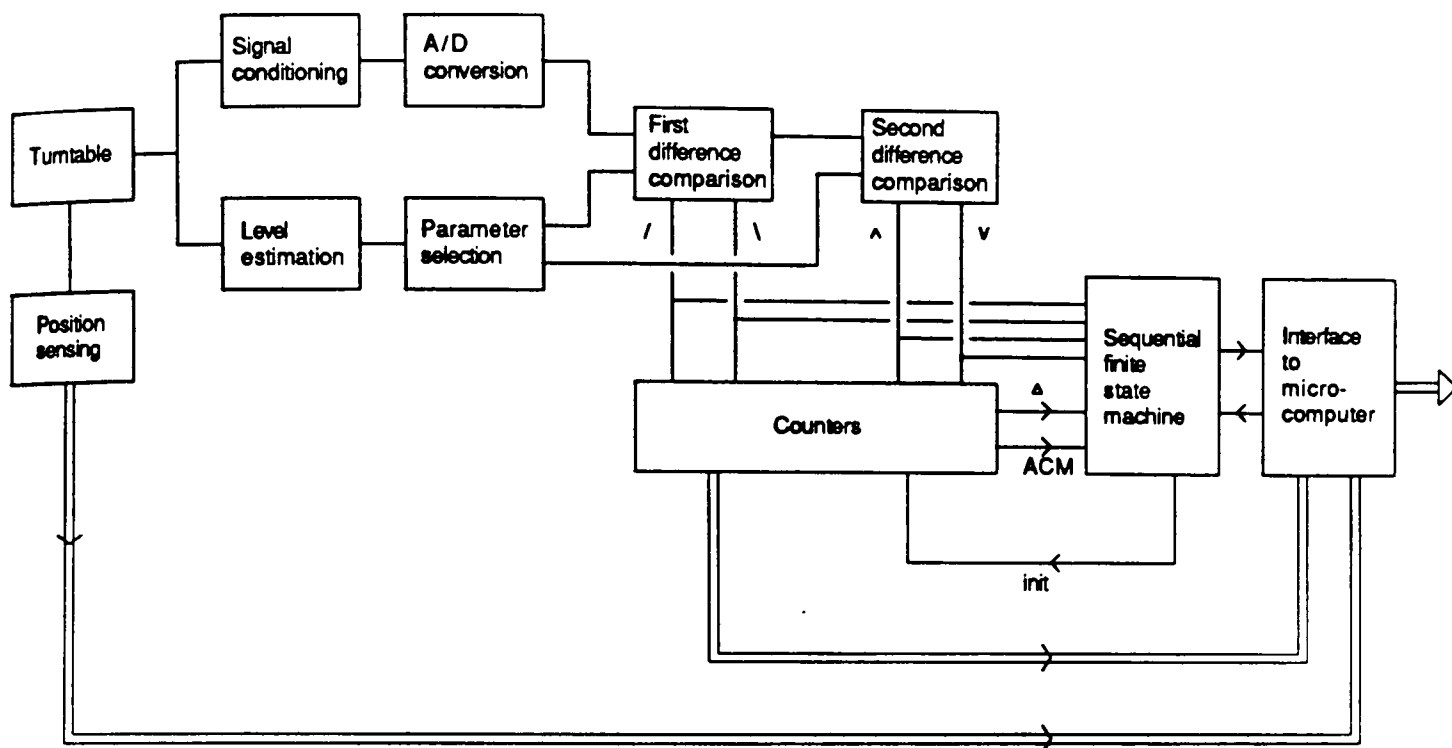 Signal
conditioning
A/D
conversion
Turntable
First
difference
comparison
Second
difference
comparison
Level
estimation
Parameter
selection
/ \ ^ v
Position
sensing
Sequential
finite
state
machine
Interface
to
micro-
computer
Counters
Δ
ACM
init